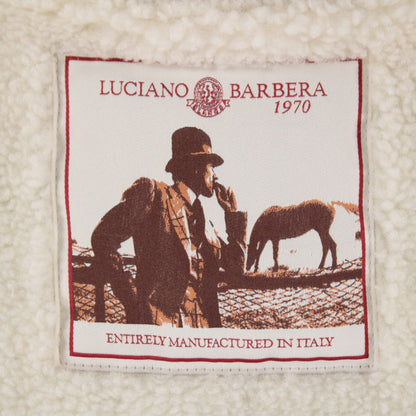 LUCIANO BARBERA
1970
ENTIRELY MANUFACTURED IN ITALY